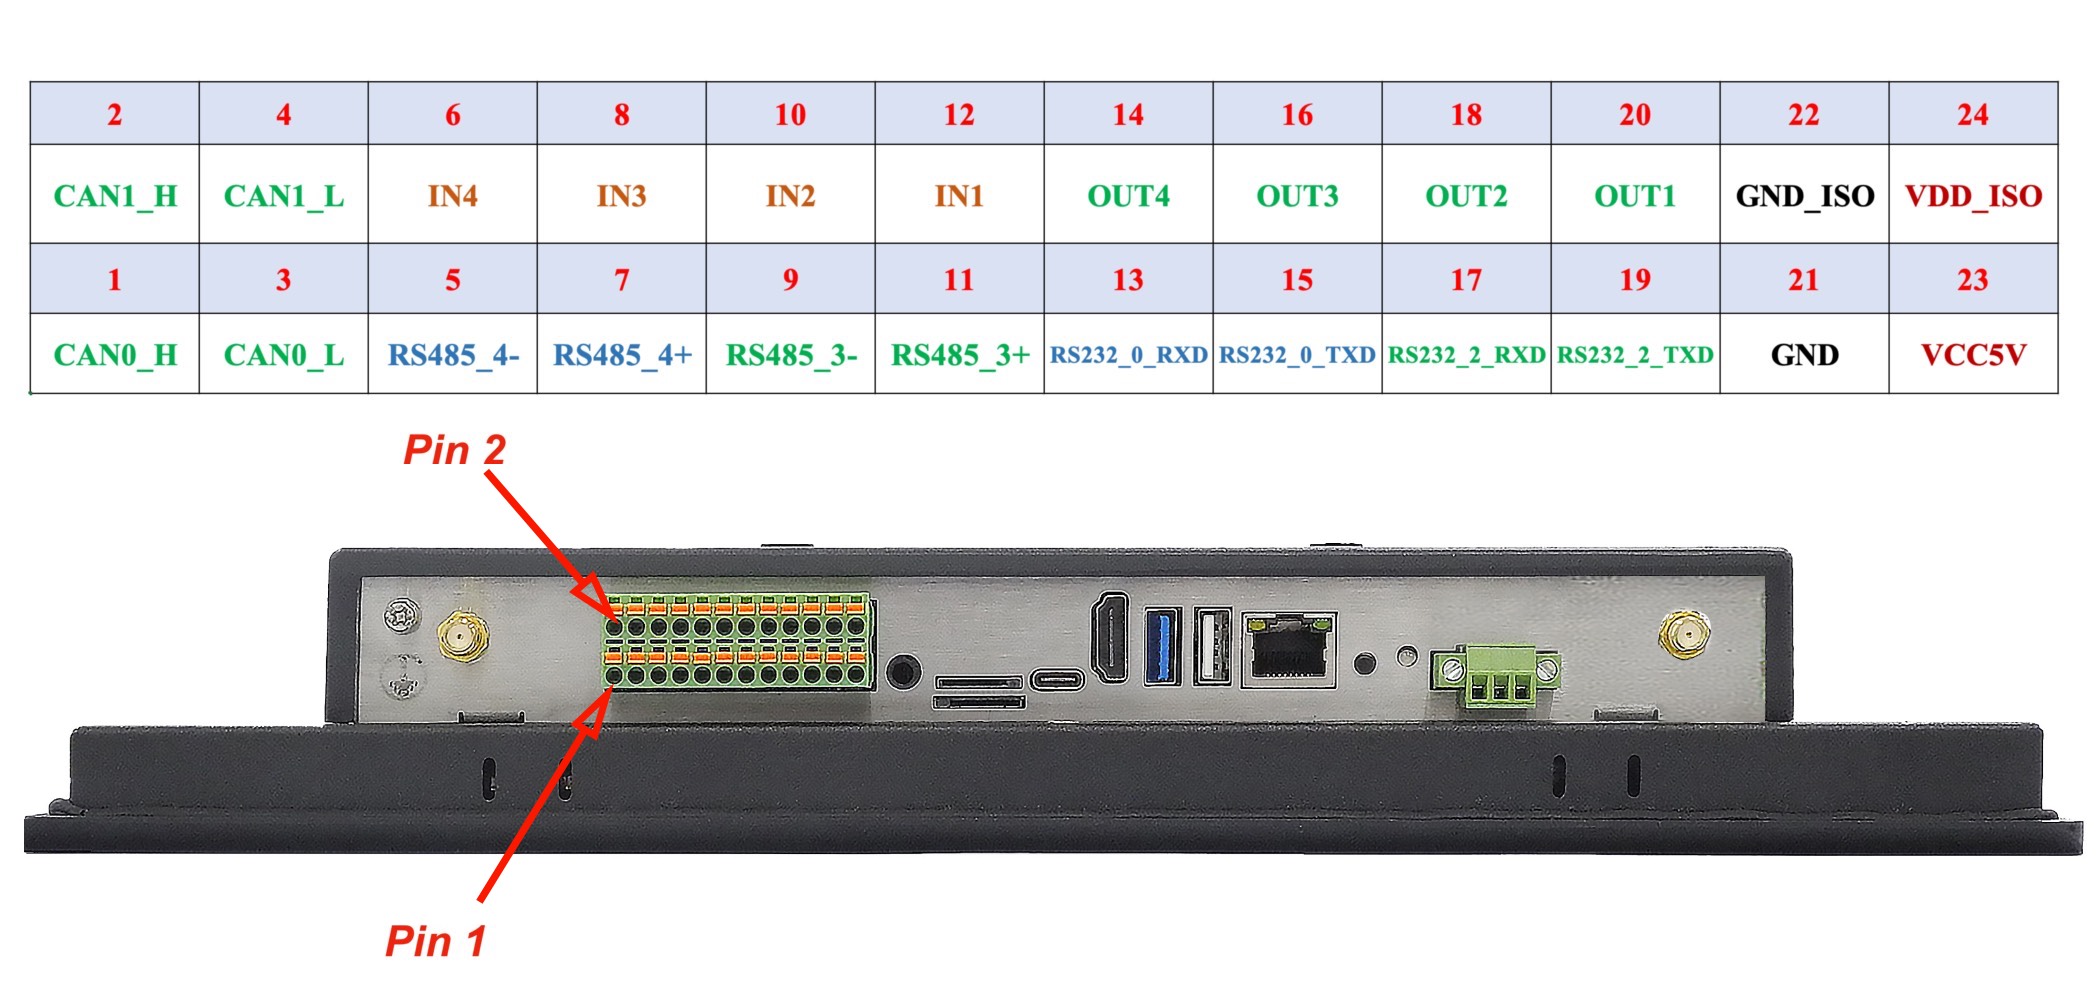 2 4 6 8 10 12 14 16 18 20 22 24
CAN1_H CAN1_L IN4 IN3 IN2 IN1 OUT4 OUT3 OUT2 OUT1 GND_ISO VDD_ISO
1 3 5 7 9 11 13 15 17 19 21 23
CAN0_H CAN0_L RS485_4- RS485_4+ RS485_3- RS485_3+ RS232_0_RXD RS232_0_TXD RS232_2_RXD RS232_2_TXD GND VCC5V
Pin 2
Pin 1